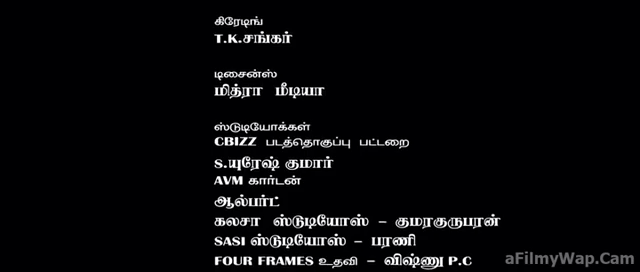 கிரேடிங்
T.K.சங்கர்
டிசைன்ஸ்
மித்ரா மீடியா
ஸ்டுடியோக்கள்
CBIZZ படத்தொகுப்பு பட்டறை
S.யுரேஷ் குமார்
AVM கார்டன்
ஆல்பர்ட்
கலசா ஸ்டுடியோஸ் – குமரகுருபரன்
SASI ஸ்டுடியோஸ் – பரணி
FOUR FRAMES உதவி – விஷ்ணு P.C
aFilmyWap.Com